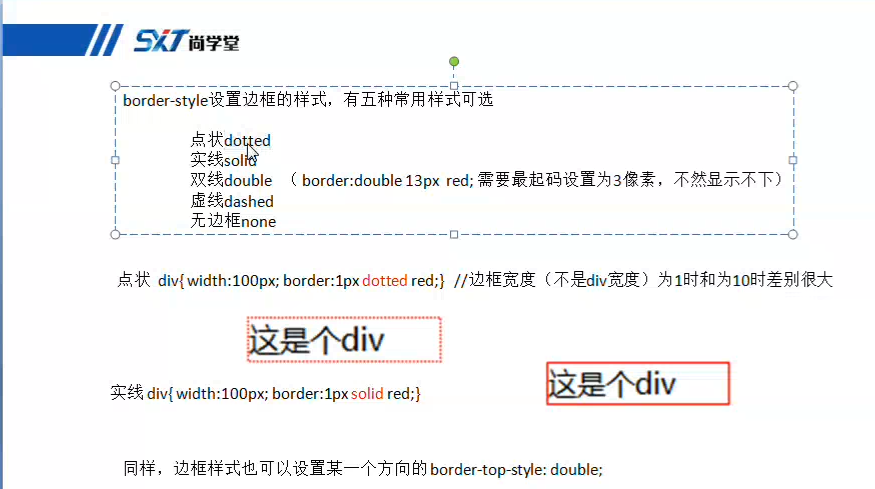 SXT尚学堂
border-style设置边框的样式，有五种常用样式可选
点状dotted
实线solid
双线double （ border:double 13px red; 需要最起码设置为3像素，不然显示不下）
虚线dashed
无边框none
点状 div{ width:100px; border:1px dotted red;} //边框宽度（不是div宽度）为1时和为10时差别很大
这是个div
这是个div
实线 div{ width:100px; border:1px solid red;}
同样，边框样式也可以设置某一个方向的 border-top-style: double;